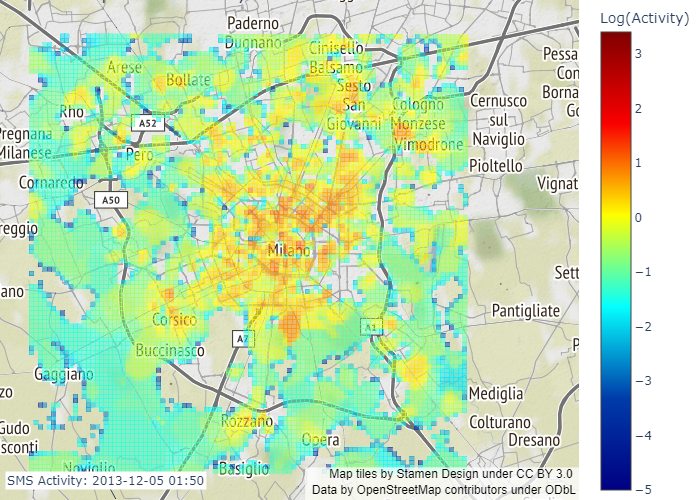 Log(Activity)
Paderno
Dugnano
Cinisello
Balsamo
Arese
Bollate
Sesto
San
Giovanni
Cologno
Monzese
Vimodrone
Cernusco
sul
Naviglio
Pioltello
Pessa
Con
Borna
Go
Rho
A52
Pregnana
Milanese
Pero
Cornaredo
A50
Vignat
reggio
Milano
Sett
ano
Corsico
A7
A1
Pantigliate
P
Buccinasco
Gaggiano
zo
Mediglia
Rozzano
Colturano
Dresano
Gudo
sconti
Opera
Noviglio
Basiglio
3
2
1
0
−1
−2
−3
−4
−5
SMS Activity: 2013-12-05 01:50
Map tiles by Stamen Design under CC BY 3.0
Data by OpenStreetMap contributors under ODbL